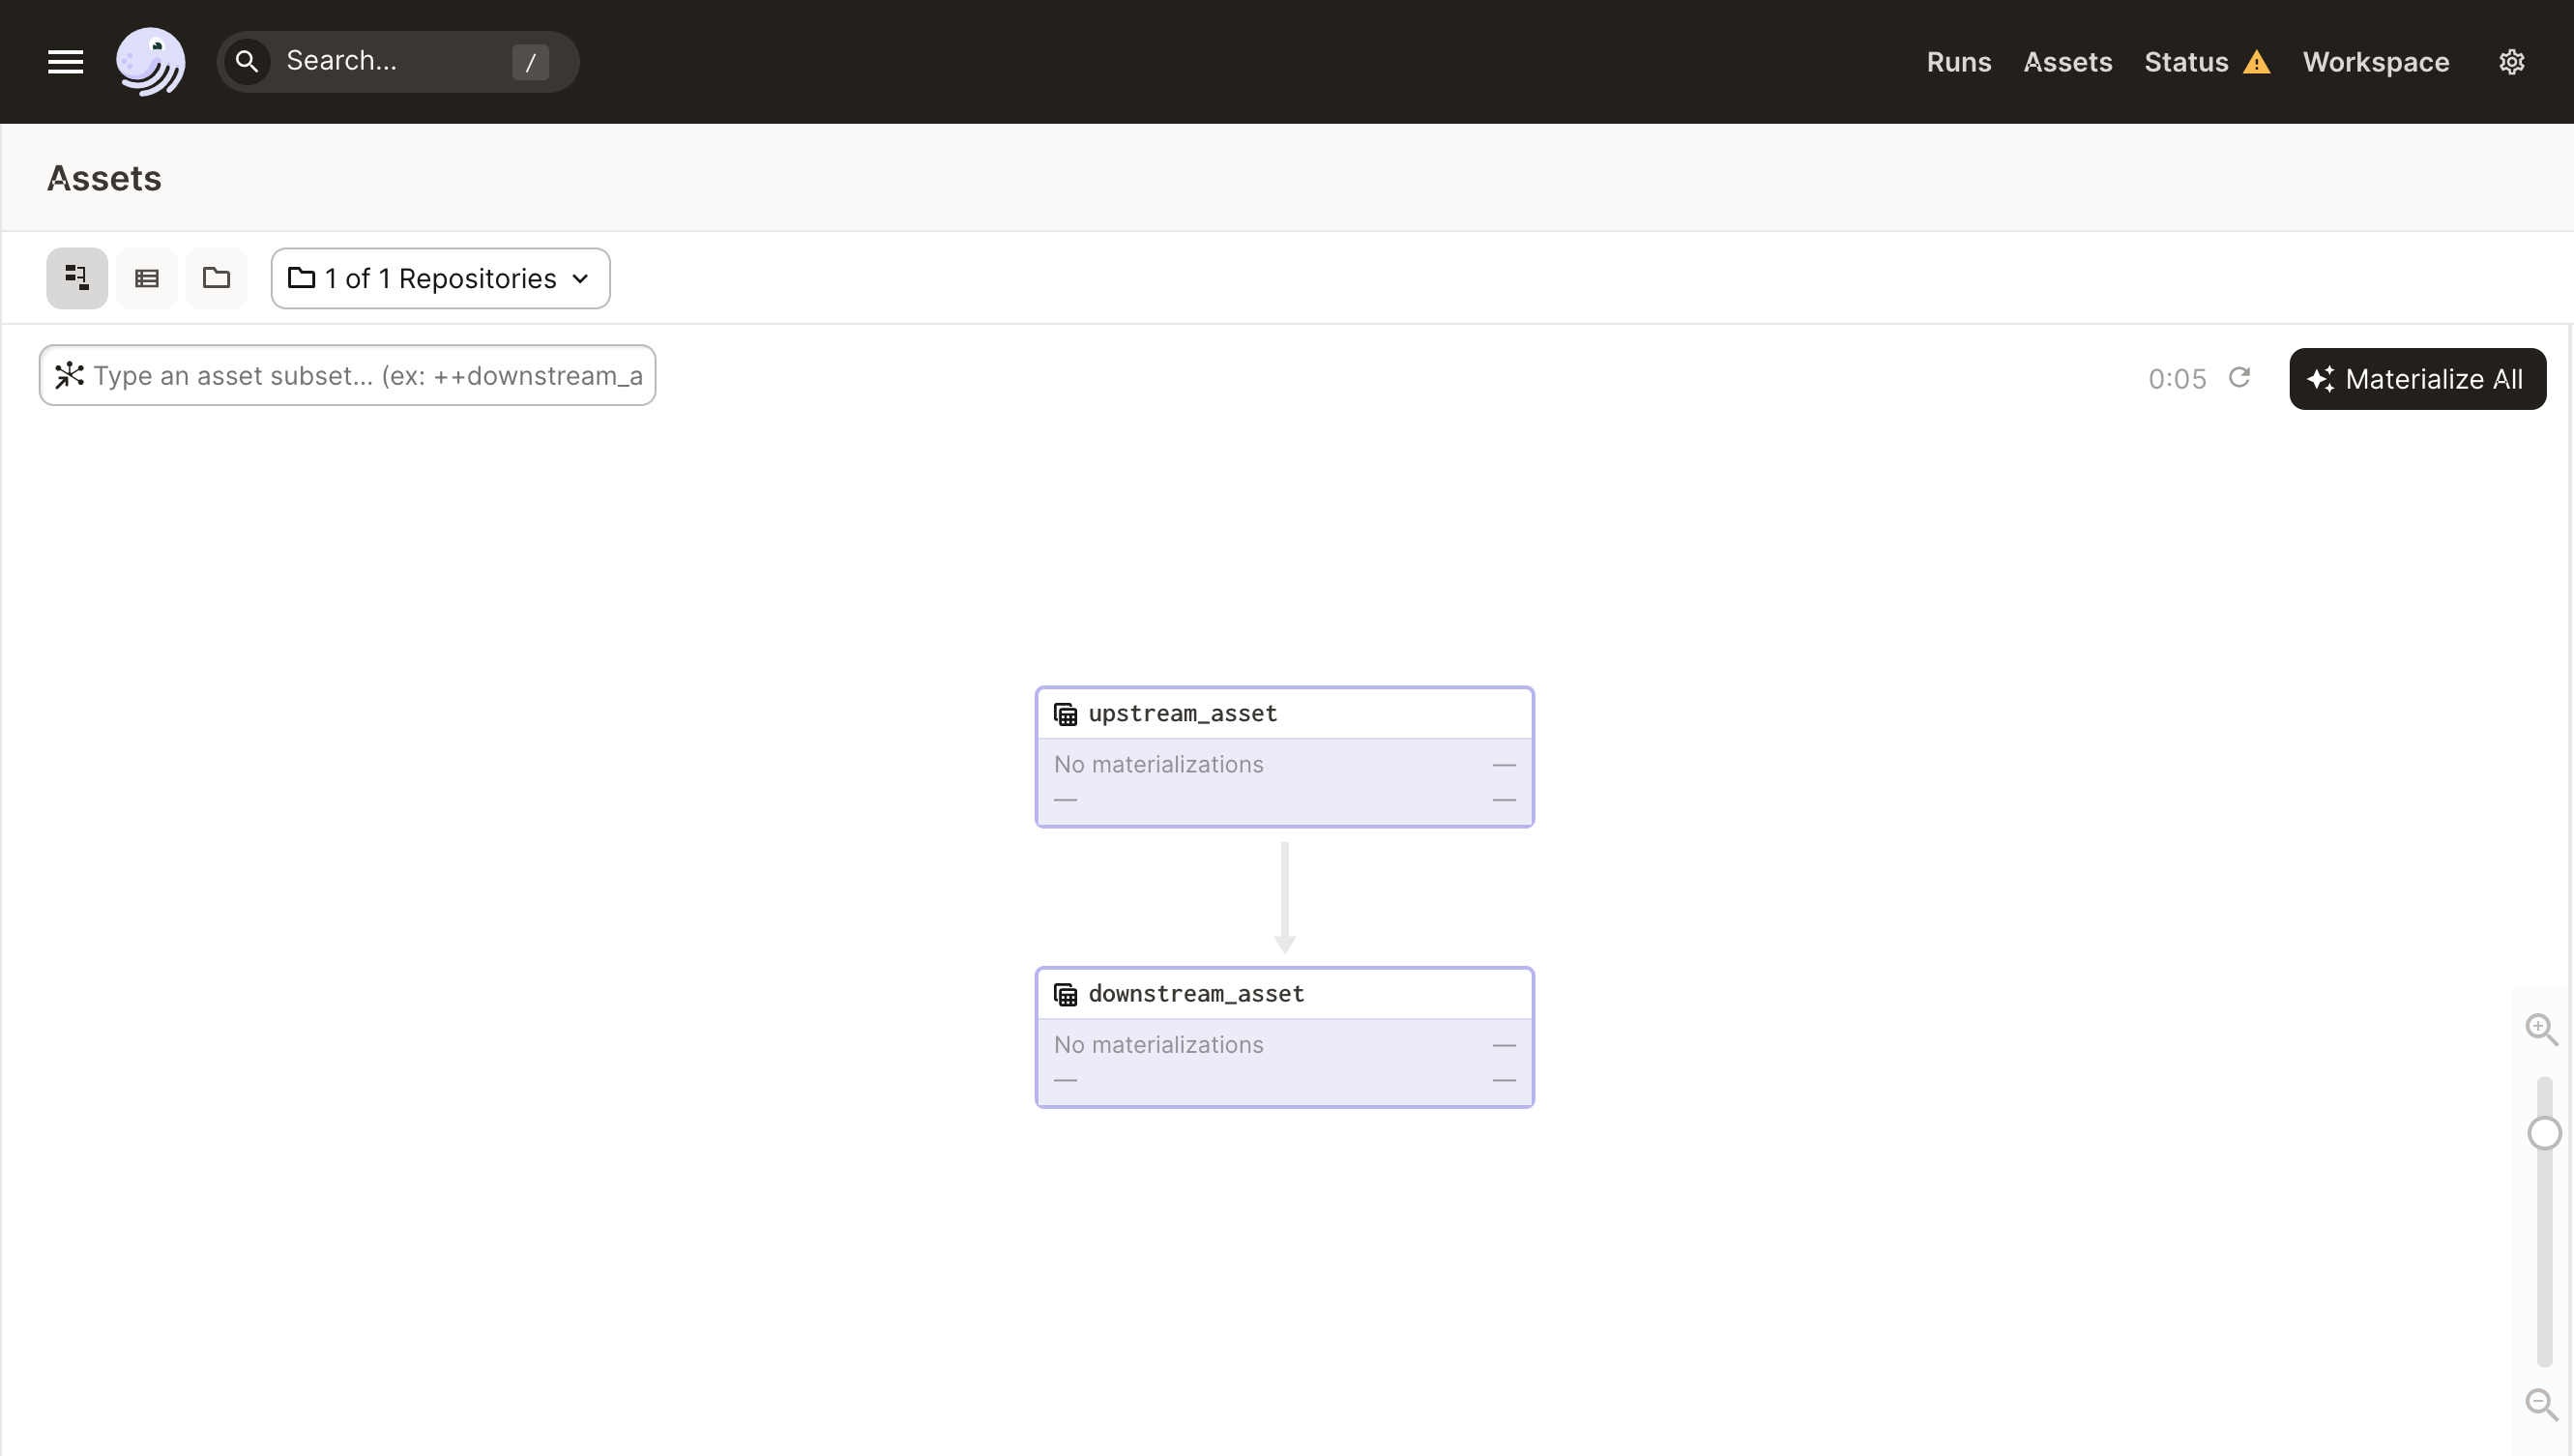 Search... /
Runs Assets Status Workspace
Assets
1 of 1 Repositories
Type an asset subset... (ex: ++downstream_a
0:05
Materialize All
upstream_asset
No materializations —
— —
downstream_asset
No materializations —
— —